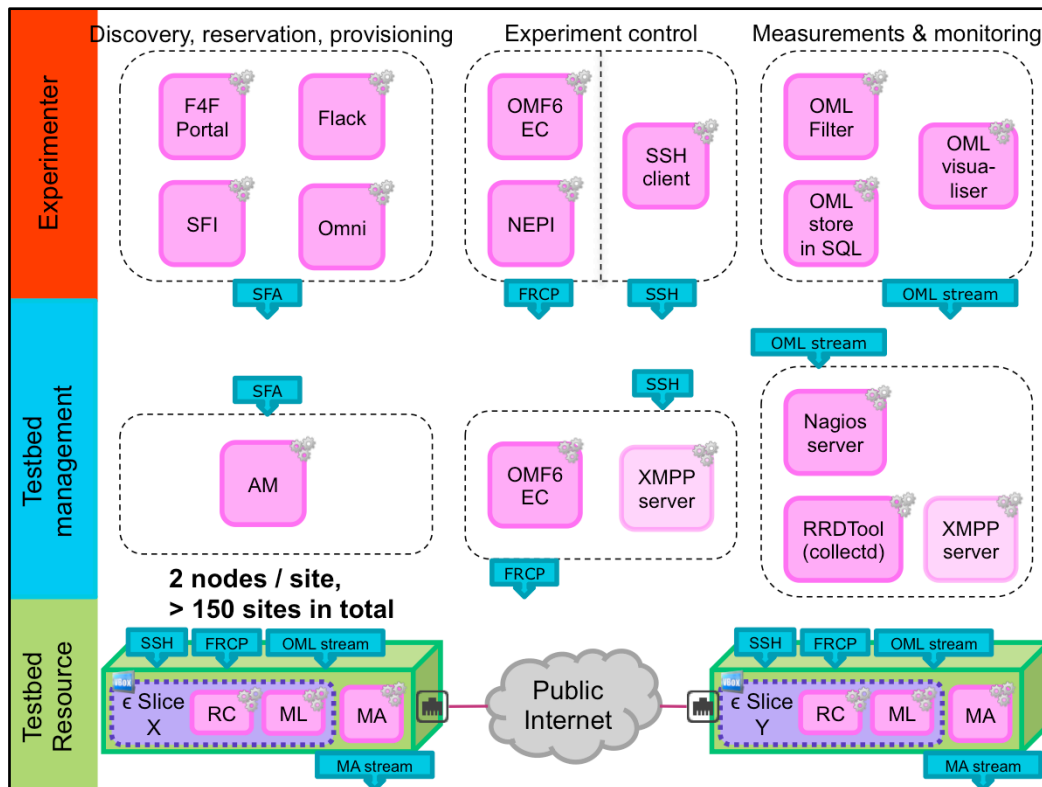 Discovery, reservation, provisioning
Experiment control
Measurements & monitoring
Experimenter
F4F
Portal
Flack
SFI
Omni
OMF6
EC
NEPI
SSH
client
OML
Filter
OML
visua-
liser
OML
store
in SQL
SFA
FRCP
SSH
OML stream
Testbed
management
OML stream
SFA
SSH
AM
OMF6
EC
XMPP
server
Nagios
server
RRDTool
(collectd)
XMPP
server
FRCP
2 nodes / site,
> 150 sites in total
Testbed
Resource
SSH
FRCP
OML stream
vBox
ϵ Slice
X
RC
ML
MA
MA stream
Public
Internet
SSH
FRCP
OML stream
vBox
ϵ Slice
Y
RC
ML
MA
MA stream